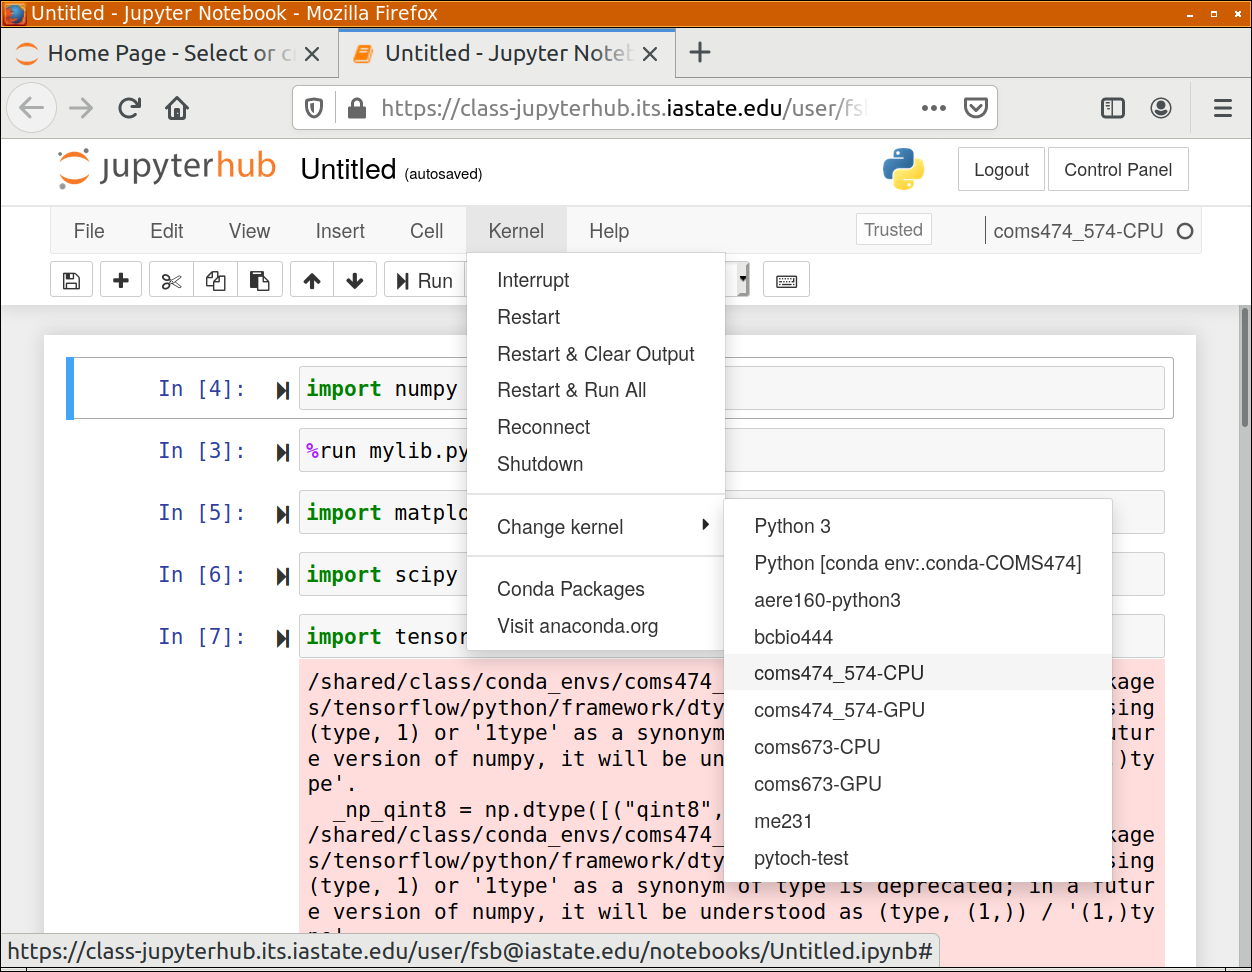 Untitled - Jupyter Notebook - Mozilla Firefox
Home Page - Select or c
Untitled - Jupyter Noteb
https://class-jupyterhub.its.iastate.edu/user/fsb
jupyterhub Untitled (autosaved) Logout Control Panel
File Edit View Insert Cell Kernel Help Trusted coms474_574-CPU
Run
Interrupt
Restart
Restart & Clear Output
Restart & Run All
Reconnect
Shutdown
Change kernel
Conda Packages
Visit anaconda.org
Python 3
Python [conda env:.conda-COMS474]
aere160-python3
bcbio444
coms474_574-CPU
coms474_574-GPU
coms673-CPU
coms673-GPU
me231
pytoch-test
In [4]: import numpy
In [3]: %run mylib.py
In [5]: import matplo
In [6]: import scipy
In [7]: import tensor
/shared/class/conda_envs/coms474_ kage
s/tensorflow/python/framework/dty sing
(type, 1) or '1type' as a synonym utur
e version of numpy, it will be un ,)ty
pe'.
_np_qint8 = np.dtype([("qint8",
/shared/class/conda_envs/coms474_ kage
s/tensorflow/python/framework/dty sing
(type, 1) or '1type' as a synonym of type is deprecated; in a futur
e version of numpy, it will be understood as (type, (1,)) / '(1,)ty
https://class-jupyterhub.its.iastate.edu/user/fsb@iastate.edu/notebooks/Untitled.ipynb#